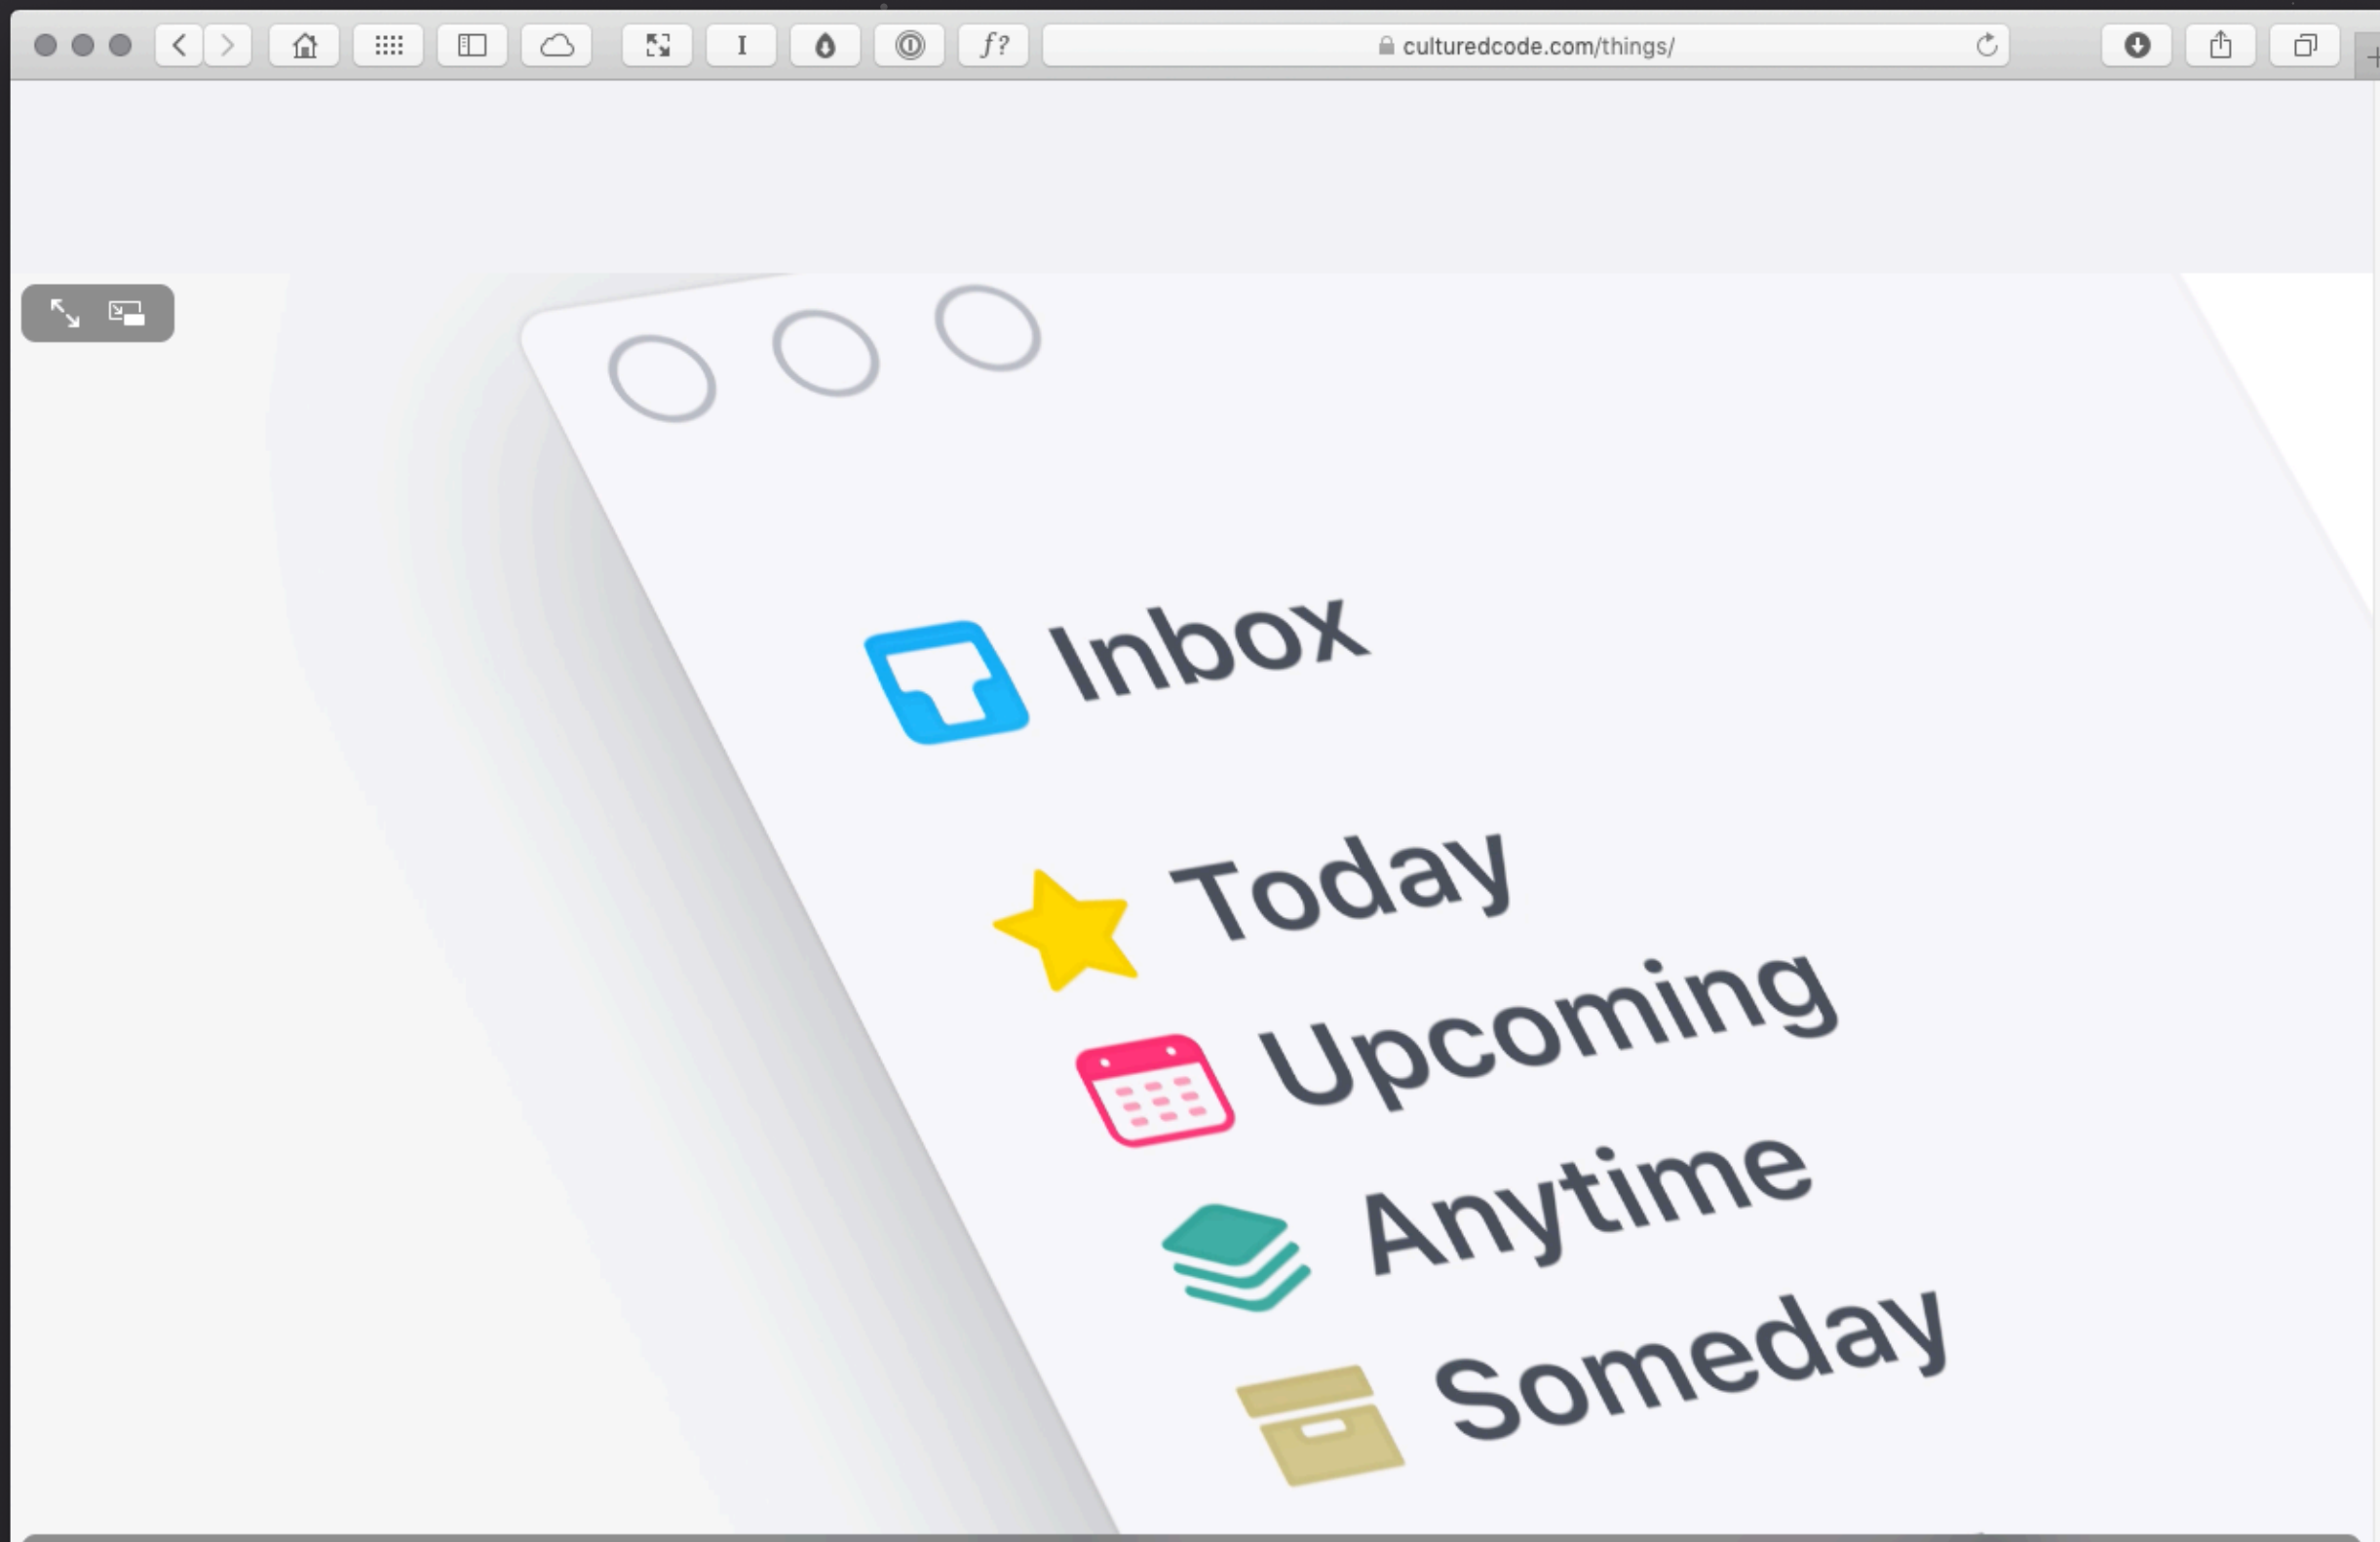 f?
culturedcode.com/things/
Inbox
Today
Upcoming
Anytime
Someday